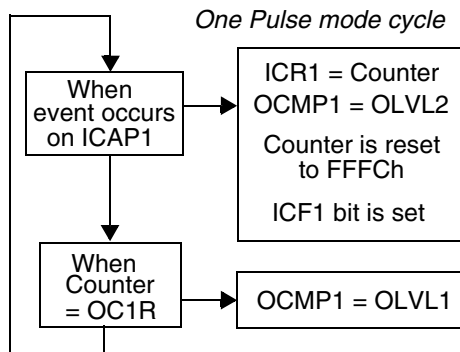 One Pulse mode cycle
When
event occurs
on ICAP1
ICR1 = Counter
OCMP1 = OLVL2
Counter is reset
to FFFCh
ICF1 bit is set
When
Counter
= OC1R
OCMP1 = OLVL1